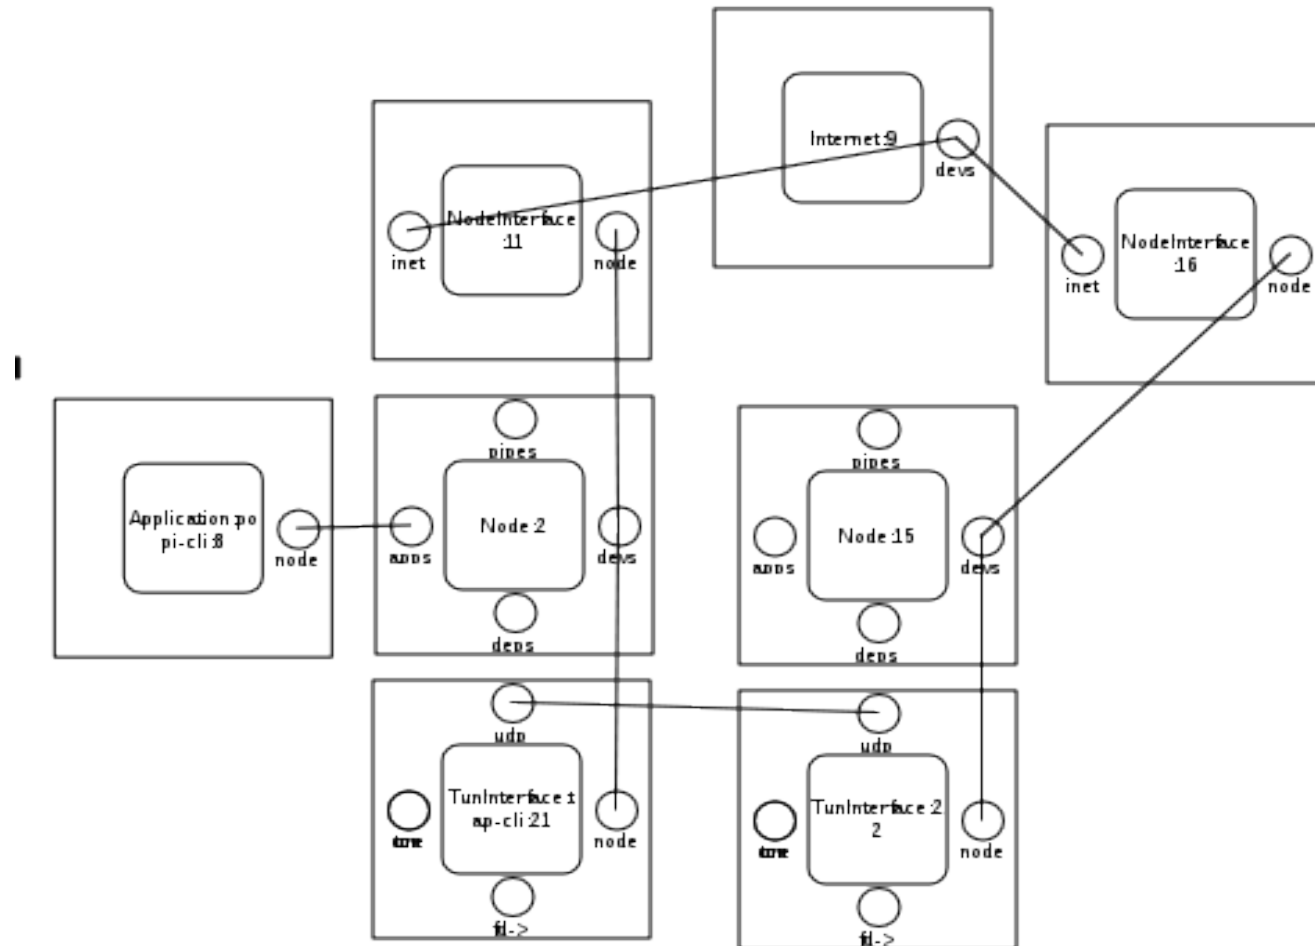 Internet:9
devs
NodeInterface
:11
inet
node
NodeInterface
:16
inet
node
pipes
pipes
Application:po
pi-cli:8
node
Node:2
apps
devs
Node:15
apps
devs
deps
deps
udp
udp
TunInterface:t
ap-cli:21
node
TunInterface:2
2
node
fd->
fd->